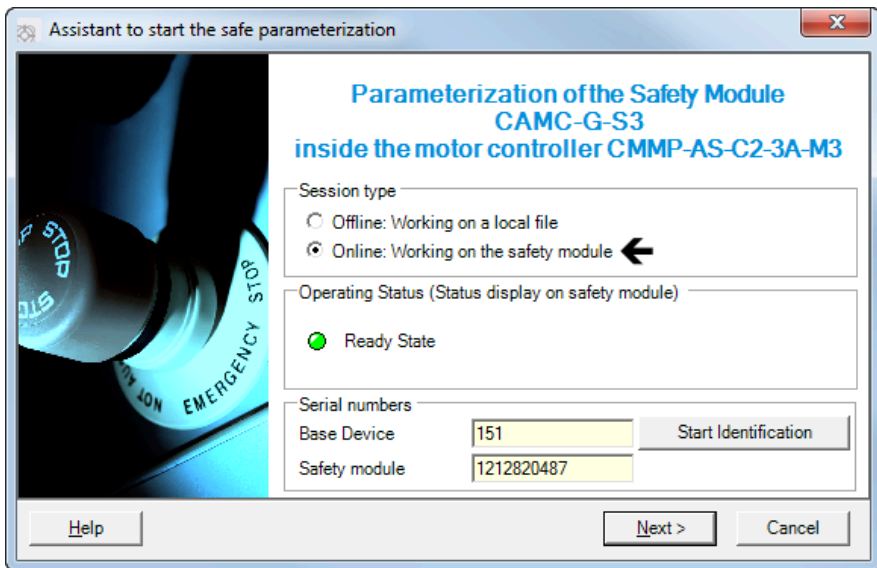 Assistant to start the safe parameterization
Parameterization of the Safety Module
CAMC-G-S3
inside the motor controller CMMP-AS-C2-3A-M3
Session type
Offline: Working on a local file
Online: Working on the safety module
Operating Status (Status display on safety module)
Ready State
Serial numbers
Base Device 151 Start Identification
Safety module 1212820487
STOP
STOP
NOT AUS
EMERGENCY STOP
Help Next > Cancel